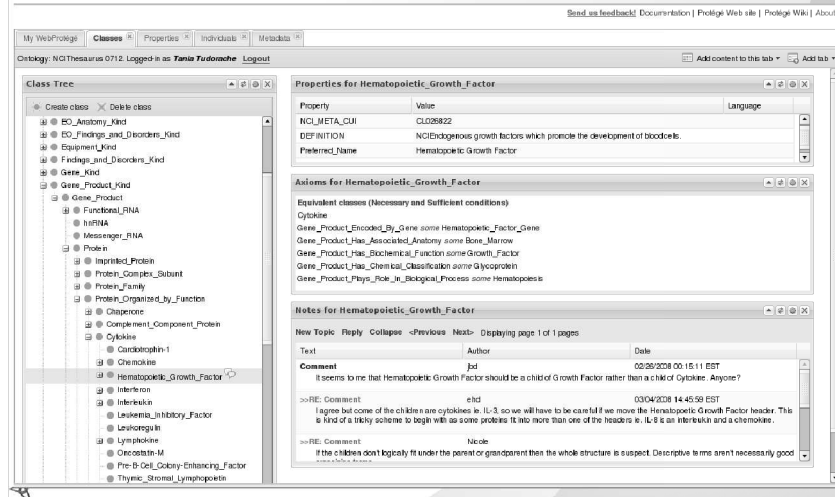 Send us feedback! Documentation | Protégé Web site | Protégé Wiki | About
My WebProtégé Classes Properties Individuals Metadata
Ontology: NCIThesaurus 0712. Logged-in as Tania Tudorache Logout
Add content to this tab Add tab
Class Tree
Create class Delete class
EO_Anatomy_Kind
EO_Findings_and_Disorders_Kind
Equipment_Kind
Findings_and_Disorders_Kind
Gene_Kind
Gene_Product_Kind
Gene_Product
Functional_RNA
hnRNA
Messenger_RNA
Protein
Imprinted_Protein
Protein_Complex_Subunit
Protein_Family
Protein_Organized_by_Function
Chaperone
Complement_Component_Protein
Cytokine
Cardiotrophin-1
Chemokine
Hematopoietic_Growth_Factor
Interferon
Interleukin
Leukemia_Inhibitory_Factor
Leukoregulin
Lymphokine
Oncostatin-M
Pre-B-Cell_Colony-Enhancing_Factor
Thymic_Stromal_Lymphopoietin
Properties for Hematopoietic_Growth_Factor
Property Value Language
NCI_META_CUI CL026822
DEFINITION NCIEndogenous growth factors which promote the development of bloodcells.
Preferred_Name Hematopoietic Growth Factor
Axioms for Hematopoietic_Growth_Factor
Equivalent classes (Necessary and Sufficient conditions)
Cytokine
Gene_Product_Encoded_By_Gene some Hematopoietic_Factor_Gene
Gene_Product_Has_Associated_Anatomy some Bone_Marrow
Gene_Product_Has_Biochemical_Function some Growth_Factor
Gene_Product_Has_Chemical_Classification some Glycoprotein
Gene_Product_Plays_Role_In_Biological_Process some Hematopoiesis
Notes for Hematopoietic_Growth_Factor
New Topic Reply Collapse <Previous Next> Displaying page 1 of 1 pages
Text Author Date
Comment jbd 02/26/2008 00:15:11 EST
It seems to me that Hematopoietic Growth Factor should be a child of Growth Factor rather than a child of Cytokine. Anyone?
>>RE: Comment ehd 03/04/2008 14:45:59 EST
I agree but come of the children are cytokines ie. IL-3, so we will have to be careful if we move the Hematopoetic Growth Factor header. This
is kind of a tricky scheme to begin with as some proteins fit into more than one of the headers ie. IL-8 is an interleukin and a chemokine.
>>RE: Comment Nicole
If the children don't logically fit under the parent or grandparent then the whole structure is suspect. Descriptive terms aren't necessarily good